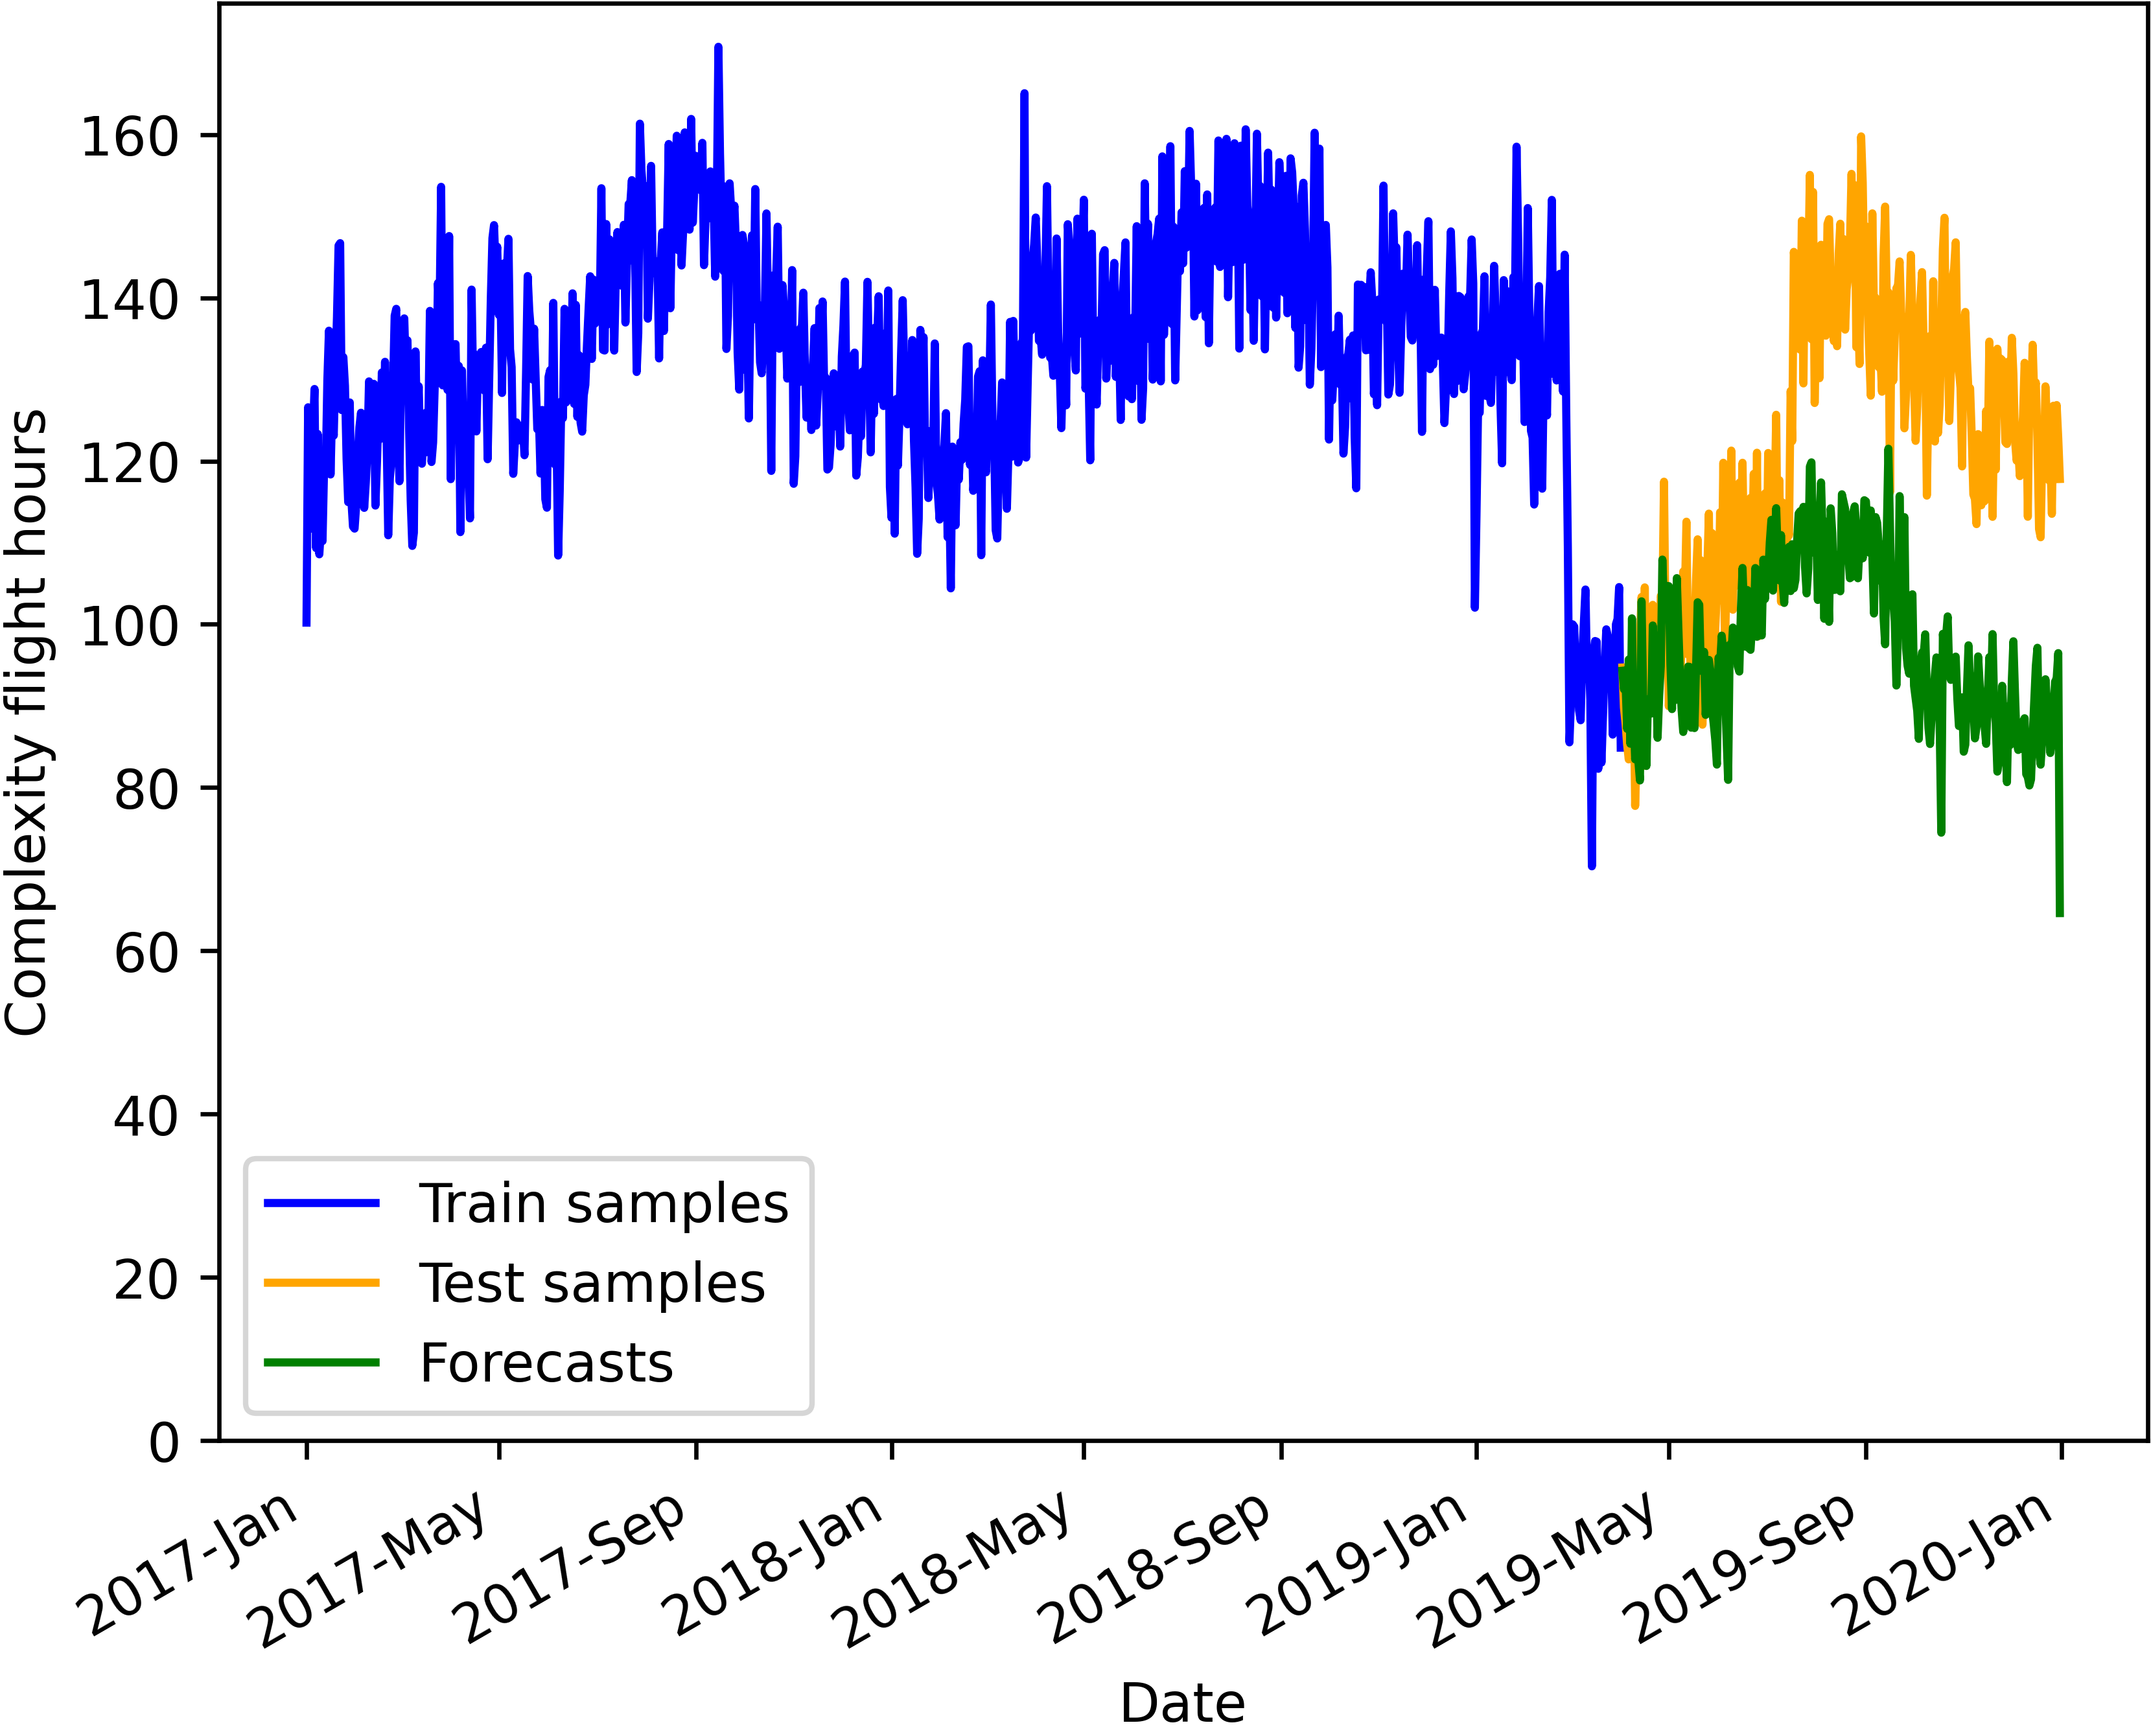 Complexity flight hours
160
140
120
100
80
60
40
20
0
Train samples
Test samples
Forecasts
2017-Jan
2017-May
2017-Sep
2018-Jan
2018-May
2018-Sep
2019-Jan
2019-May
2019-Sep
2020-Jan
Date